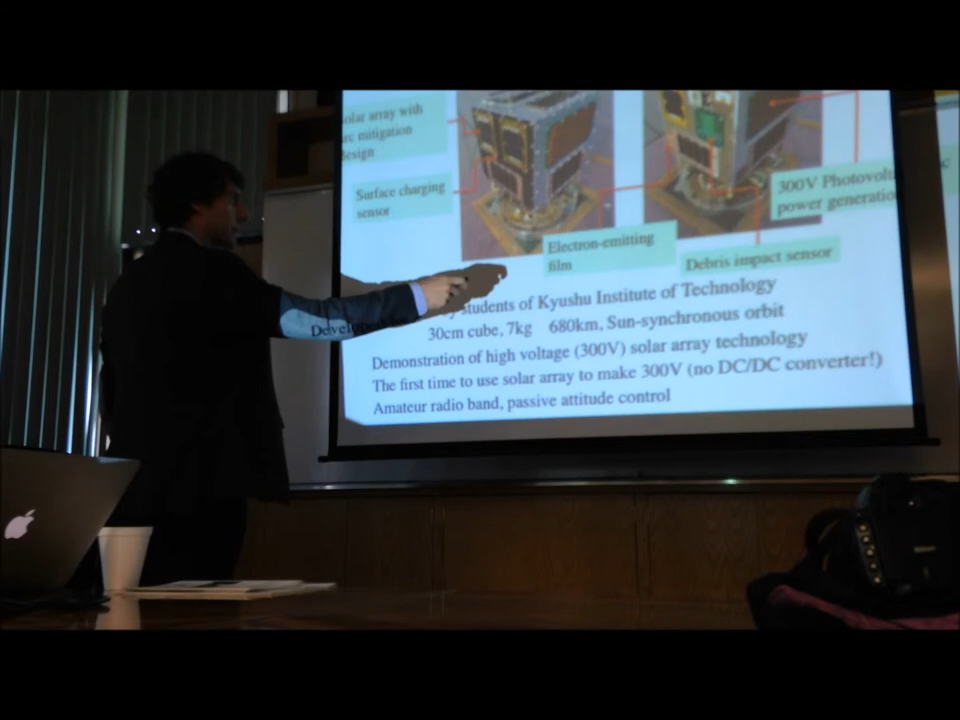 olar array with
rc mitigation
design
Surface charging
sensor
300V Photovolt
power generatio
Electron-emitting
film
Debris impact sensor
Develope y students of Kyushu Institute of Technology
30cm cube, 7kg 680km, Sun-synchronous orbit
Demonstration of high voltage (300V) solar array technology
The first time to use solar array to make 300V (no DC/DC converter!)
Amateur radio band, passive attitude control